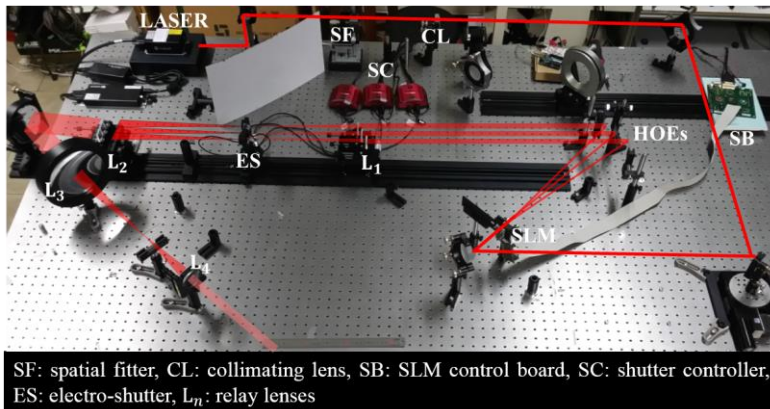 LASER
SF
CL
SC
HOEs
SB
L2
ES
L1
L3
SLM
L4
SF: spatial fitter, CL: collimating lens, SB: SLM control board, SC: shutter controller,
ES: electro-shutter, Ln: relay lenses